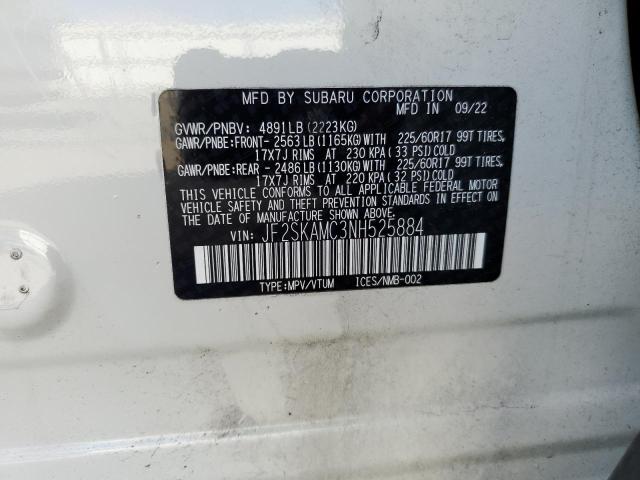 MFD BY SUBARU CORPORATION
MFD IN 09/22
GVWR/PNBV: 4891LB (2223KG)
GAWR/PNBE:FRONT- 2563LB (1165KG)WITH 225/60R17 99T TIRES,
17X7J RIMS AT 230 KPA (33 PSI)COLD
GAWR/PNBE:REAR - 2486LB (1130KG)WITH 225/60R17 99T TIRES,
17X7J RIMS AT 220 KPA (32 PSI)COLD
THIS VEHICLE CONFORMS TO ALL APPLICABLE FEDERAL MOTOR
VEHICLE SAFETY AND THEFT PREVENTION STANDARDS IN EFFECT ON
THE DATE OF MANUFACTURE SHOWN ABOVE.
VIN: JF2SKAMC3NH525884
TYPE:MPV/VTUM ICES/NMB-002